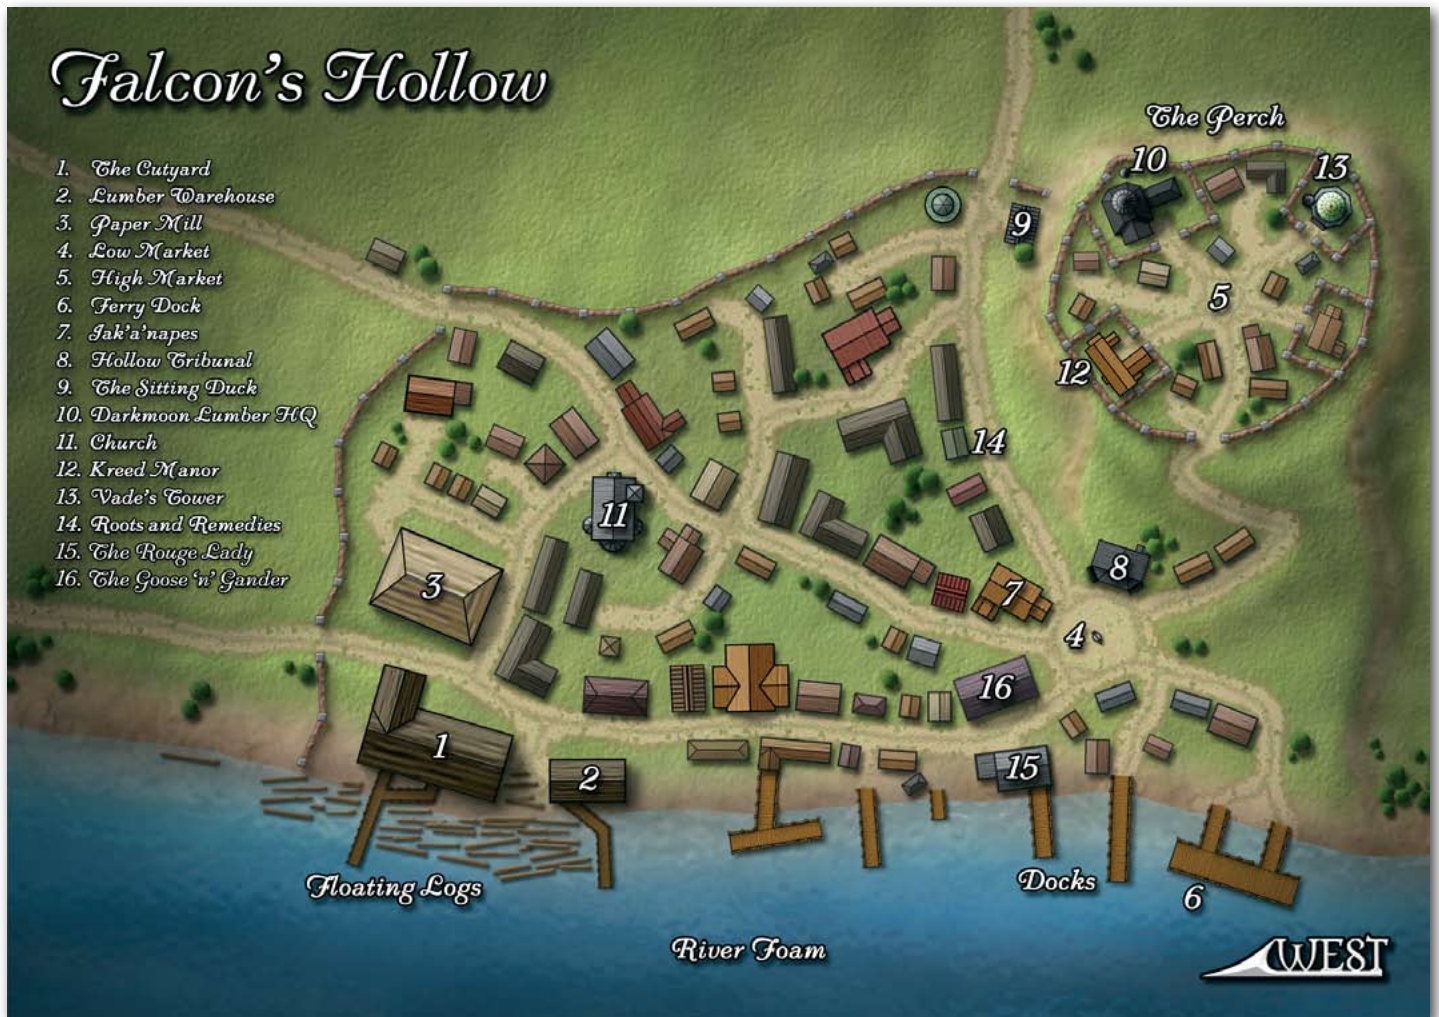 Falcon's Hollow
1. The Cutyard
2. Lumber Warehouse
3. Paper Mill
4. Low Market
5. High Market
6. Ferry Dock
7. Jak'a'napes
8. Hollow Tribunal
9. The Sitting Duck
10. Darkmoon Lumber HQ
11. Church
12. Kreed Manor
13. Vade's Tower
14. Roots and Remedies
15. The Rouge Lady
16. The Goose 'n' Gander
The Perch
10
13
9
5
12
14
11
8
3
7
4
16
1
2
15
Floating Logs
Docks
6
River Foam
WEST